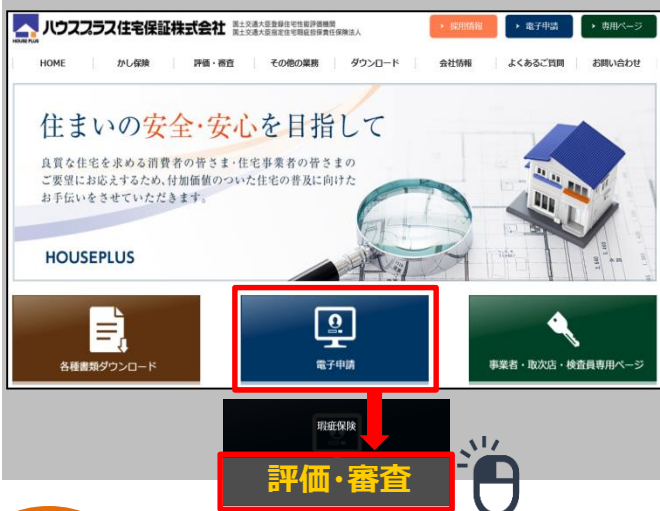 HOUSE PLUS
ハウスプラス住宅保証株式会社
国土交通大臣登録住宅性能評価機関
国土交通大臣指定住宅瑕疵担保責任保険法人
採用情報
電子申請
専用ページ
HOME
かし保険
評価・審査
その他の業務
ダウンロード
会社情報
よくあるご質問
お問い合わせ
住まいの安全・安心を目指して
良質な住宅を求める消費者の皆さま・住宅事業者の皆さまの
ご要望にお応えするため、付加価値のついた住宅の普及に向けた
お手伝いをさせていただきます。
HOUSEPLUS
各種書類ダウンロード
電子申請
事業者・取次店・検査員専用ページ
瑕疵保険
評価・審査